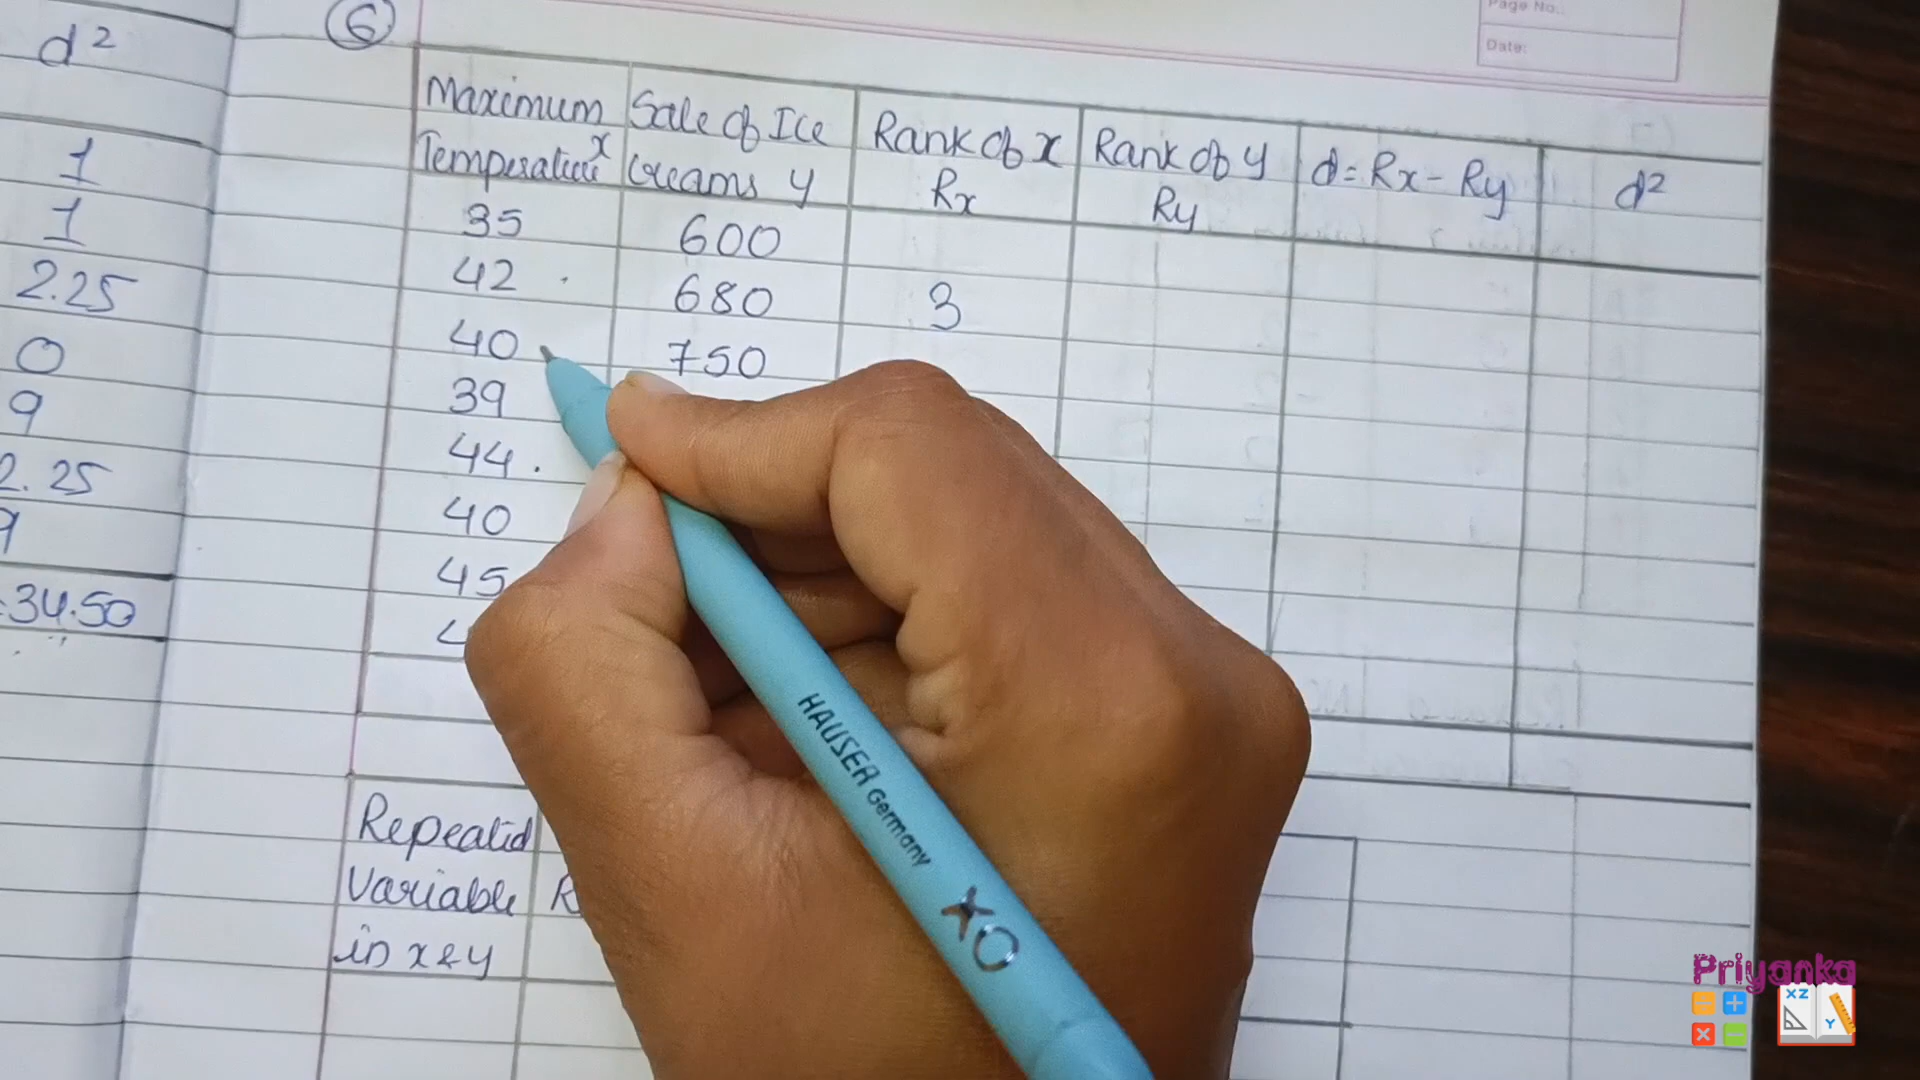 Page No.
Date:
6
d²
1
1
2.25
0
9
2.25
9
34.50
Maximum Temperature x
Sale of Ice creams y
Rank of x Rx
Rank of y Ry
d = Rx - Ry
d²
35 600
42 . 680 3
40 750
39
44 .
40
45
4
Repeated
Variable R
in x & y
HAUSER Germany XO
Priyanka
XZ
Y